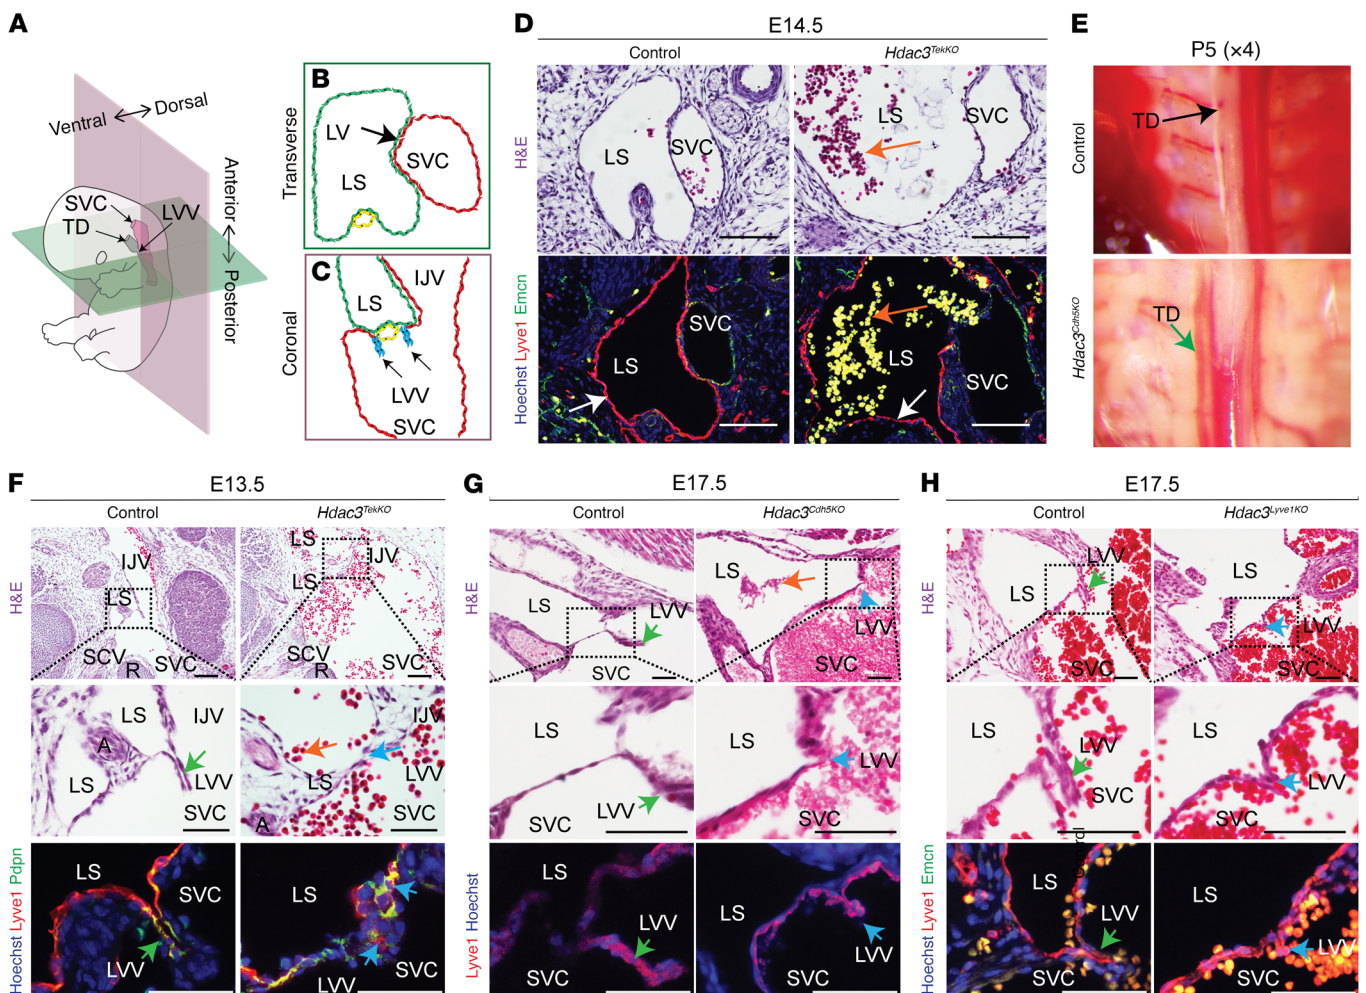 A
Ventral
Dorsal
Anterior
Posterior
SVC
TD
LVV
B
Transverse
LV
SVC
LS
C
Coronal
IJV
LS
LVV
SVC
D
E14.5
Control
Hdac3TekKO
H&E
LS
SVC
LS
SVC
Hoechst Lyve1 Emcn
LS
SVC
LS
SVC
E
P5 (×4)
Control
TD
Hdac3Cdh5KO
TD
F
E13.5
Control
Hdac3TekKO
H&E
IJV
LS
SCV
R
SVC
LS
IJV
LS
SCV
R
SVC
LS
IJV
A
LS
LVV
SVC
IJV
LS
LVV
A
SVC
Hoechst Lyve1 Pdpn
LS
SVC
LVV
LS
SVC
LVV
G
E17.5
Control
Hdac3Cdh5KO
H&E
LS
LVV
SVC
LS
LVV
SVC
LS
LVV
SVC
LS
LVV
SVC
Lyve1 Hoechst
LS
LVV
SVC
LS
LVV
SVC
H
E17.5
Control
Hdac3Lyve1KO
H&E
LVV
LS
SVC
LS
LVV
SVC
LS
LVV
SVC
LS
LVV
SVC
Hoechst Lyve1 Emcn
Control
LS
LVV
SVC
LS
LVV
SVC